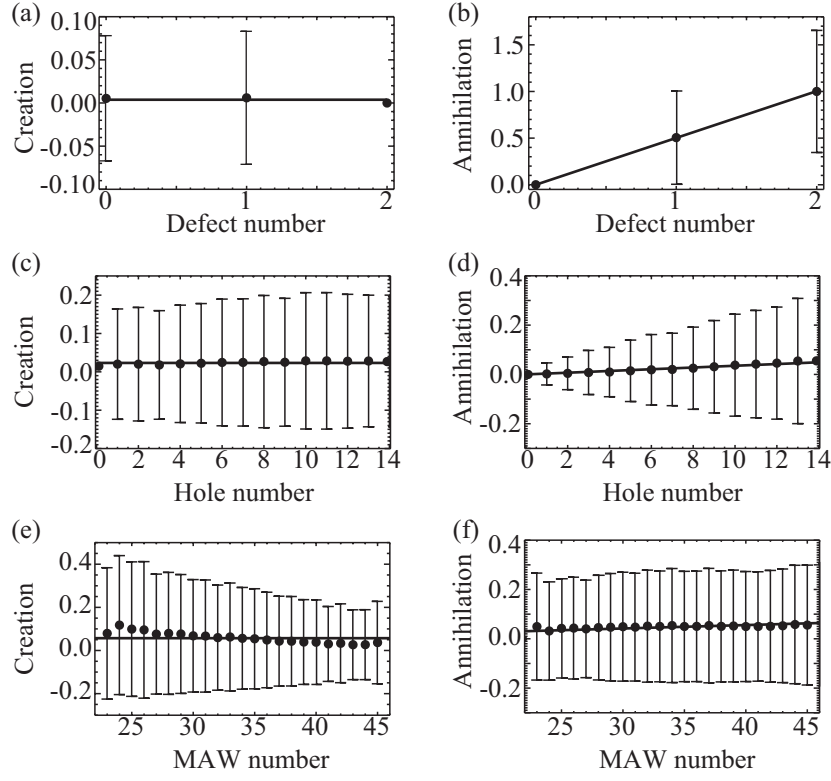 (a)
0.10
0.05
0.00
-0.05
-0.10
Creation
0 1 2
Defect number
(b)
1.5
1.0
0.5
0.0
Annihilation
0 1 2
Defect number
(c)
0.2
0.1
0.0
-0.1
-0.2
Creation
0 2 4 6 8 10 12 14
Hole number
(d)
0.4
0.2
0.0
-0.2
Annihilation
0 2 4 6 8 10 12 14
Hole number
(e)
0.4
0.2
0.0
-0.2
Creation
25 30 35 40 45
MAW number
(f)
0.4
0.2
0.0
-0.2
Annihilation
25 30 35 40 45
MAW number